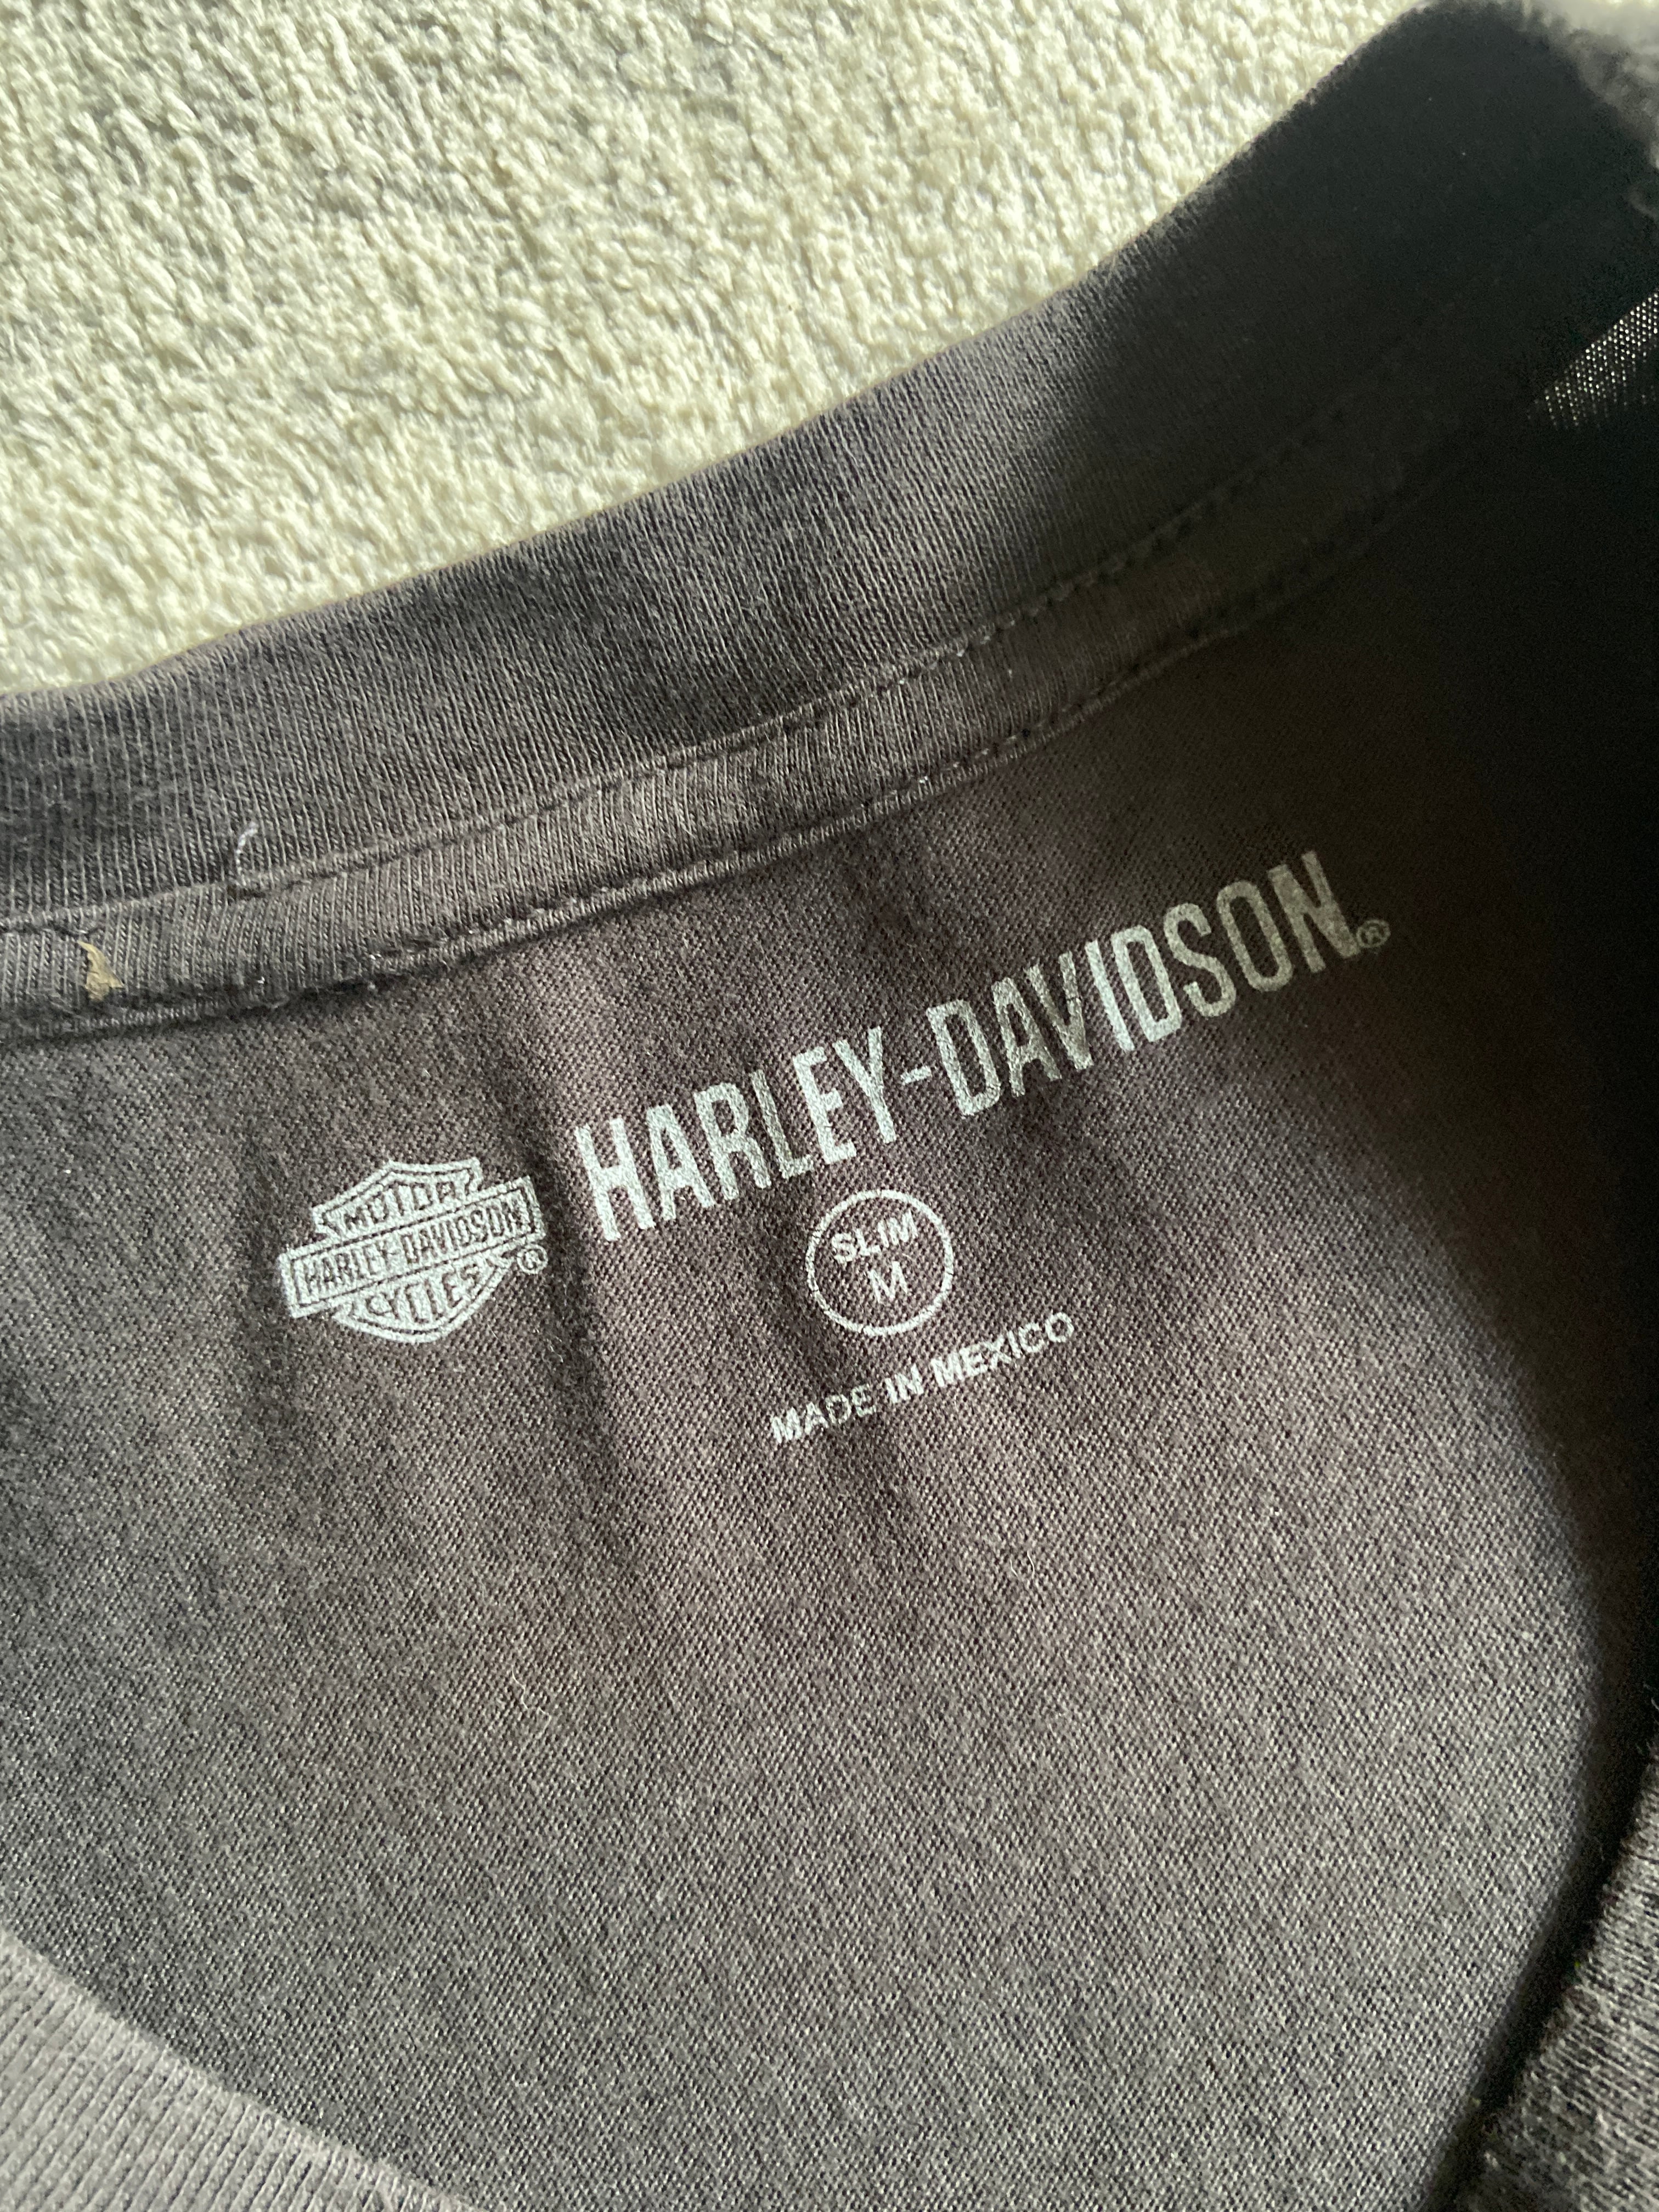 HARLEY-DAVIDSON®
MOTOR
HARLEY-DAVIDSON
CYCLES®
SLIM
M
MADE IN MEXICO